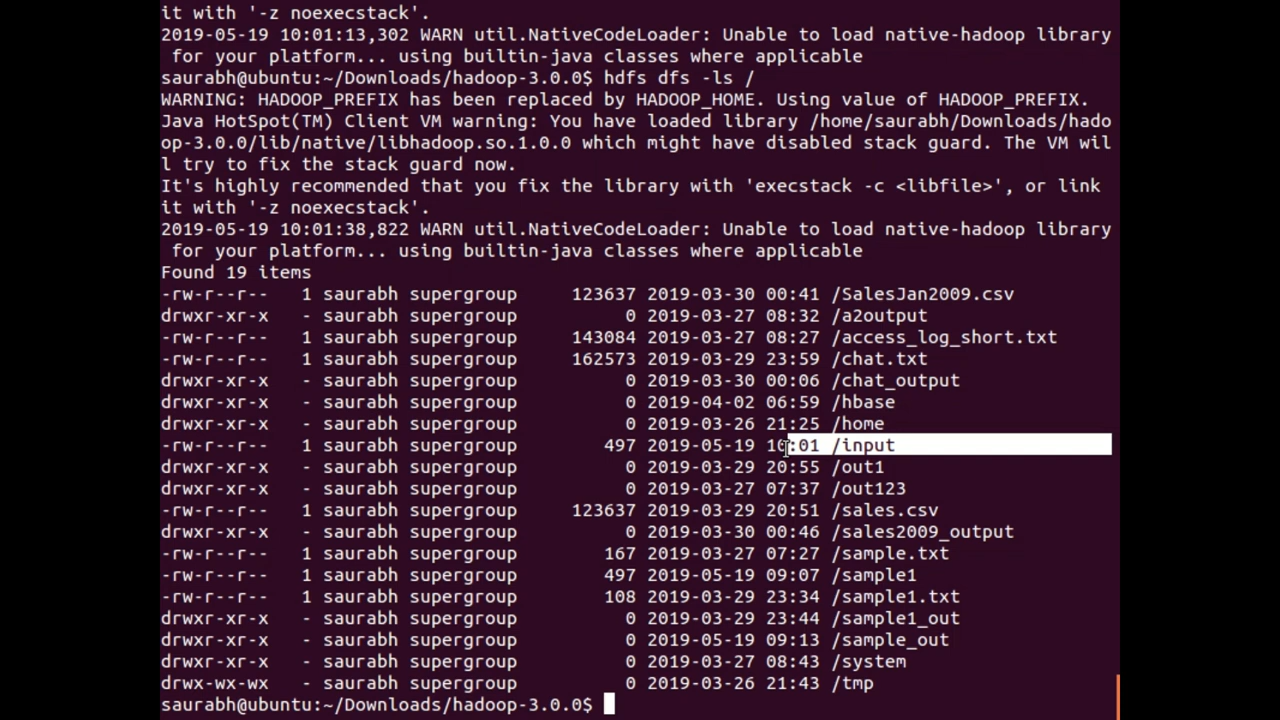 it with '-z noexecstack'.
2019-05-19 10:01:13,302 WARN util.NativeCodeLoader: Unable to load native-hadoop library
 for your platform... using builtin-java classes where applicable
saurabh@ubuntu:~/Downloads/hadoop-3.0.0$ hdfs dfs -ls /
WARNING: HADOOP_PREFIX has been replaced by HADOOP_HOME. Using value of HADOOP_PREFIX.
Java HotSpot(TM) Client VM warning: You have loaded library /home/saurabh/Downloads/hado
op-3.0.0/lib/native/libhadoop.so.1.0.0 which might have disabled stack guard. The VM wil
l try to fix the stack guard now.
It's highly recommended that you fix the library with 'execstack -c <libfile>', or link
it with '-z noexecstack'.
2019-05-19 10:01:38,822 WARN util.NativeCodeLoader: Unable to load native-hadoop library
 for your platform... using builtin-java classes where applicable
Found 19 items
-rw-r--r--   1 saurabh supergroup     123637 2019-03-30 00:41 /SalesJan2009.csv
drwxr-xr-x   - saurabh supergroup          0 2019-03-27 08:32 /a2output
-rw-r--r--   1 saurabh supergroup     143084 2019-03-27 08:27 /access_log_short.txt
-rw-r--r--   1 saurabh supergroup     162573 2019-03-29 23:59 /chat.txt
drwxr-xr-x   - saurabh supergroup          0 2019-03-30 00:06 /chat_output
drwxr-xr-x   - saurabh supergroup          0 2019-04-02 06:59 /hbase
drwxr-xr-x   - saurabh supergroup          0 2019-03-26 21:25 /home
-rw-r--r--   1 saurabh supergroup        497 2019-05-19 10:01 /input
drwxr-xr-x   - saurabh supergroup          0 2019-03-29 20:55 /out1
drwxr-xr-x   - saurabh supergroup          0 2019-03-27 07:37 /out123
-rw-r--r--   1 saurabh supergroup     123637 2019-03-29 20:51 /sales.csv
drwxr-xr-x   - saurabh supergroup          0 2019-03-30 00:46 /sales2009_output
-rw-r--r--   1 saurabh supergroup        167 2019-03-27 07:27 /sample.txt
-rw-r--r--   1 saurabh supergroup        497 2019-05-19 09:07 /sample1
-rw-r--r--   1 saurabh supergroup        108 2019-03-29 23:34 /sample1.txt
drwxr-xr-x   - saurabh supergroup          0 2019-03-29 23:44 /sample1_out
drwxr-xr-x   - saurabh supergroup          0 2019-05-19 09:13 /sample_out
drwxr-xr-x   - saurabh supergroup          0 2019-03-27 08:43 /system
drwx-wx-wx   - saurabh supergroup          0 2019-03-26 21:43 /tmp
saurabh@ubuntu:~/Downloads/hadoop-3.0.0$